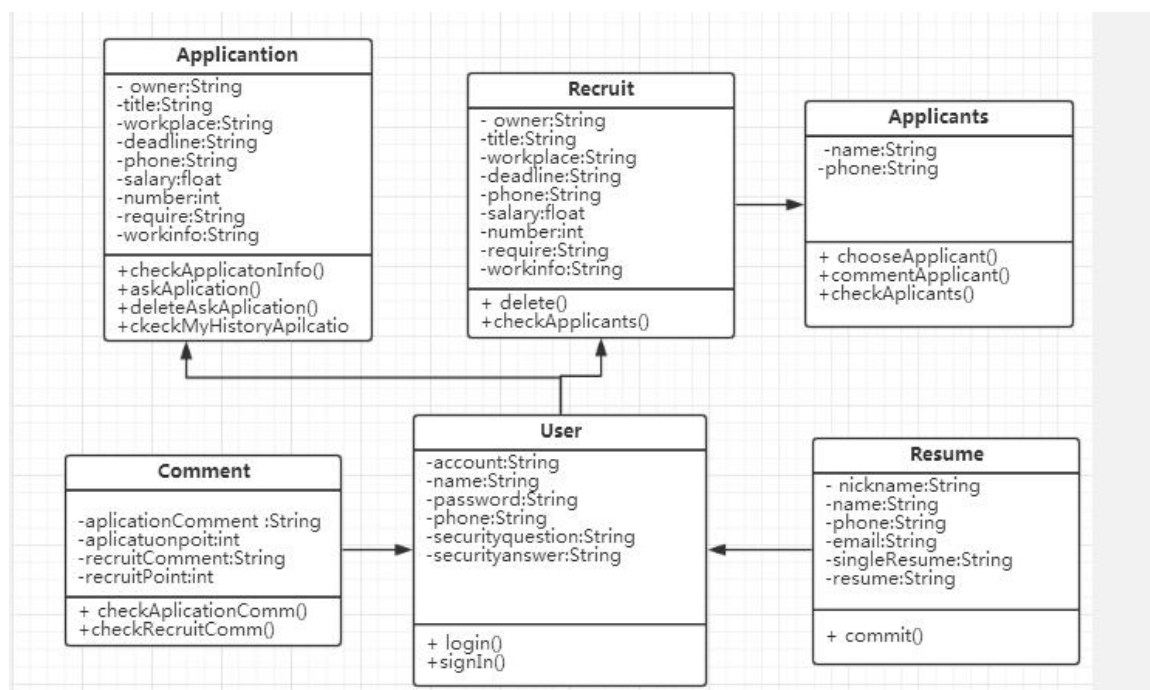 Applicantion
- owner:String
-title:String
-workplace:String
-deadline:String
-phone:String
-salary:float
-number:int
-require:String
-workinfo:String
+checkApplicatonInfo()
+askAplication()
+deleteAskAplication()
+ckeckMyHistoryApilcatio
Recruit
- owner:String
-title:String
-workplace:String
-deadline:String
-phone:String
-salary:float
-number:int
-require:String
-workinfo:String
+ delete()
+checkApplicants()
Applicants
-name:String
-phone:String
+ chooseApplicant()
+commentApplicant()
+checkAplicants()
Comment
-aplicationComment :String
-aplicatuonpoit:int
-recruitComment:String
-recruitPoint:int
+ checkAplicationComm()
+checkRecruitComm()
User
-account:String
-name:String
-password:String
-phone:String
-securityquestion:String
-securityanswer:String
+ login()
+signIn()
Resume
- nickname:String
-name:String
-phone:String
-email:String
-singleResume:String
-resume:String
+ commit()